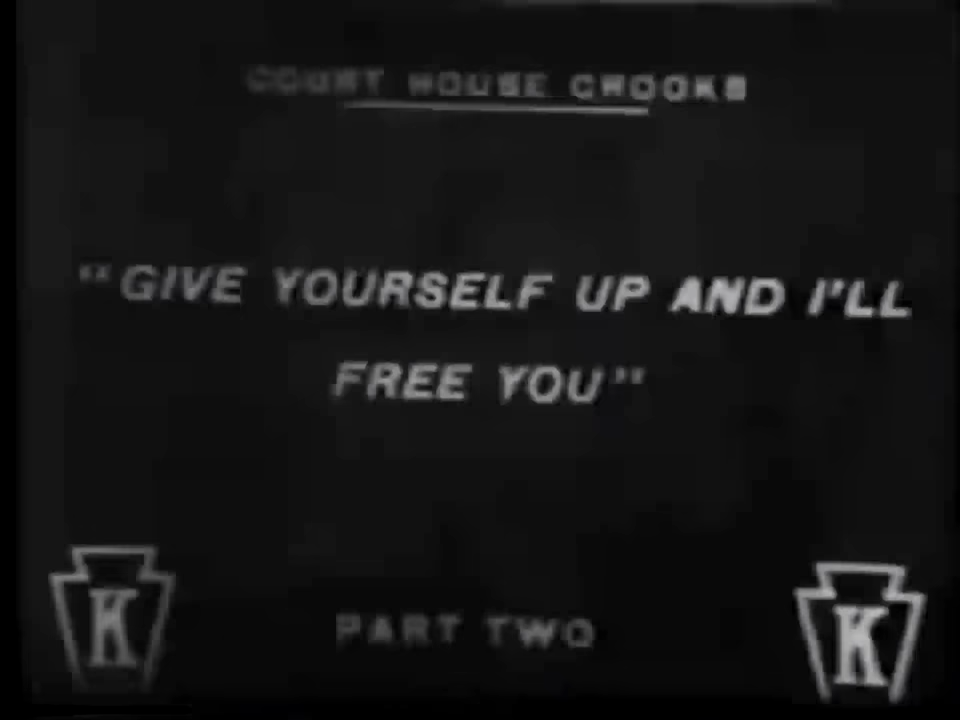 COURT HOUSE CROOKS
"GIVE YOURSELF UP AND I'LL
FREE YOU"
K
PART TWO
K